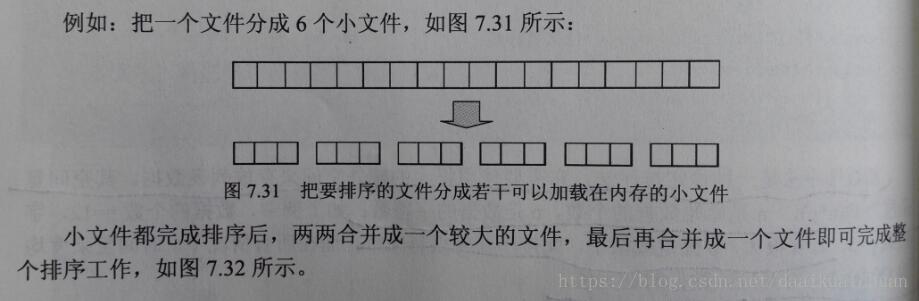 例如：把一个文件分成 6 个小文件，如图 7.31 所示：
图 7.31 把要排序的文件分成若干可以加载在内存的小文件
小文件都完成排序后，两两合并成一个较大的文件，最后再合并成一个文件即可完成整
个排序工作，如图 7.32 所示。
https://blog.csdn.net/daaikuaichuan